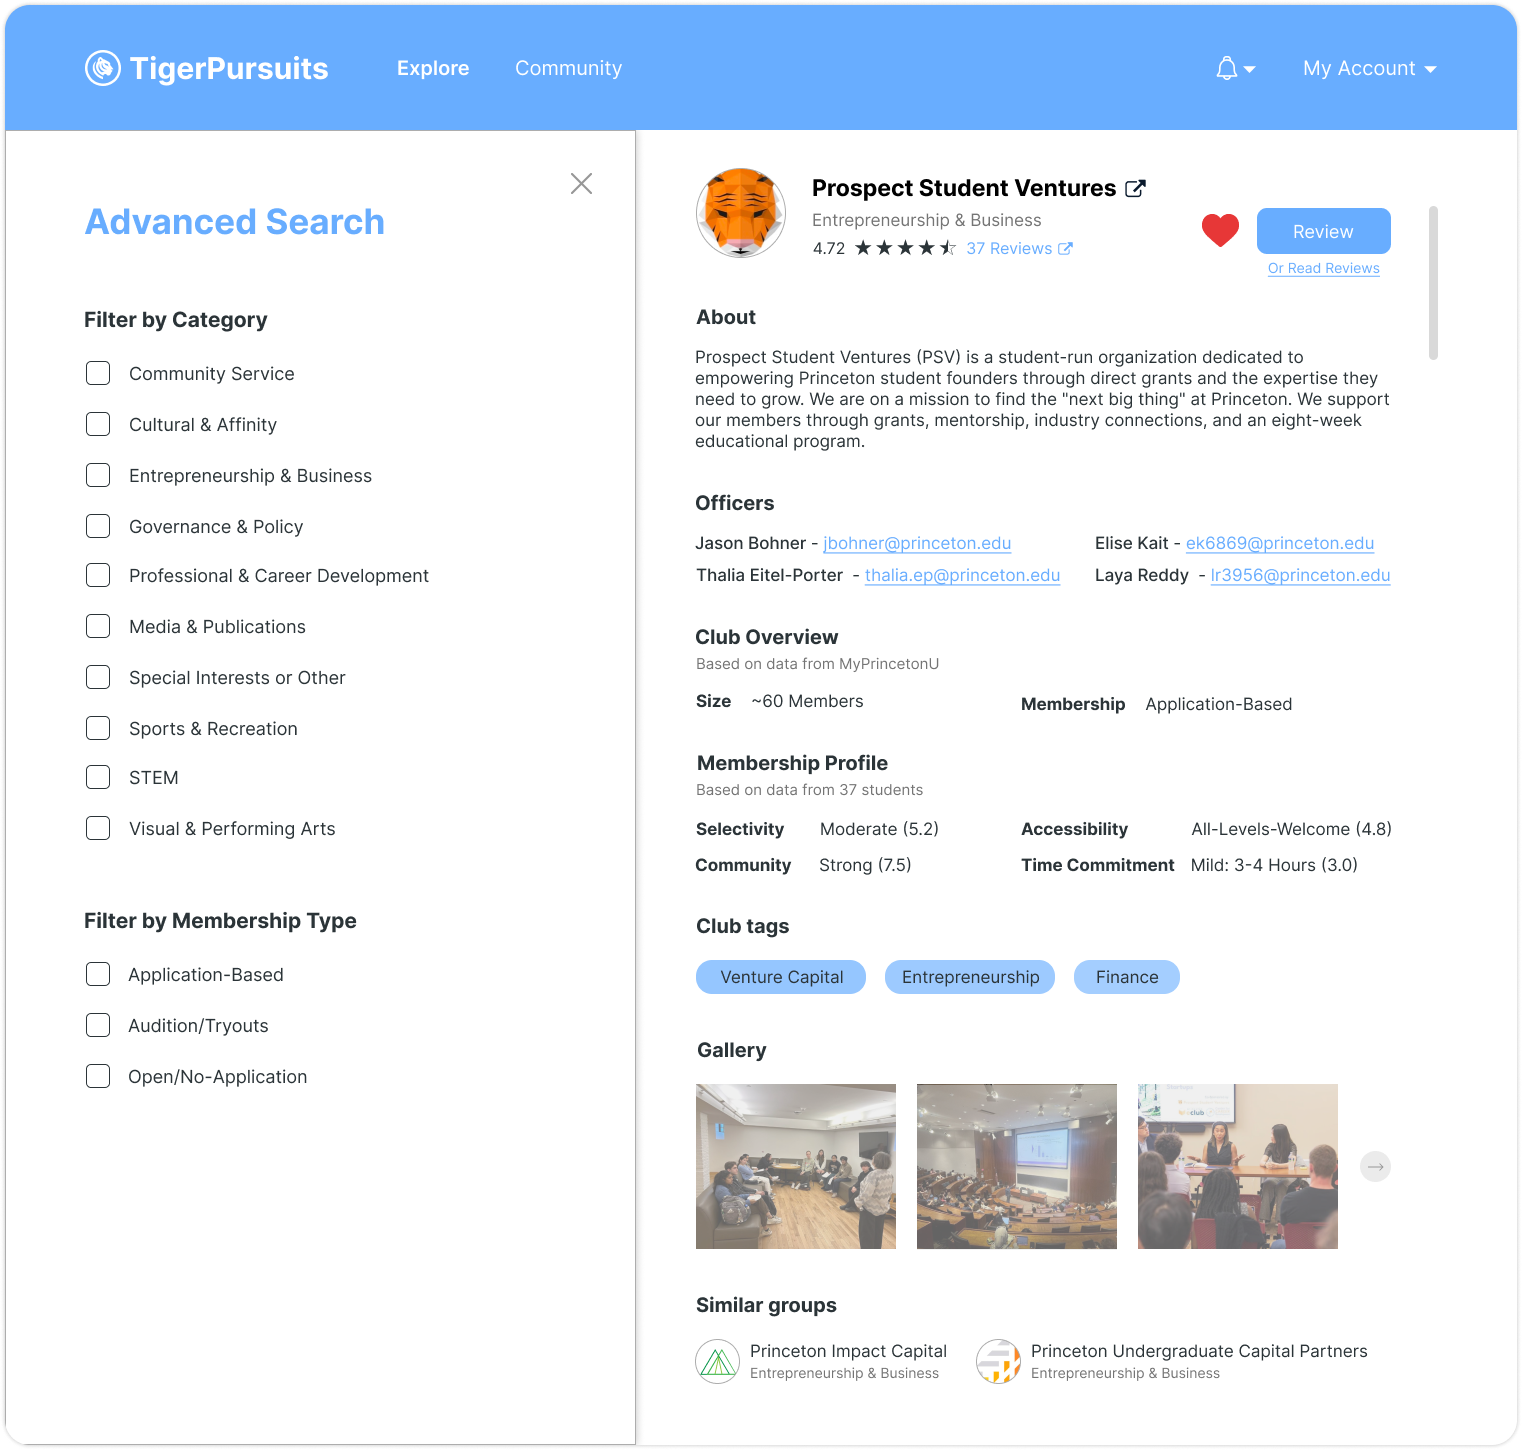 TigerPursuits
Explore
Community
My Account
Advanced Search
Filter by Category
Community Service
Cultural & Affinity
Entrepreneurship & Business
Governance & Policy
Professional & Career Development
Media & Publications
Special Interests or Other
Sports & Recreation
STEM
Visual & Performing Arts
Filter by Membership Type
Application-Based
Audition/Tryouts
Open/No-Application
Prospect Student Ventures
Entrepreneurship & Business
4.72 37 Reviews
Review
Or Read Reviews
About
Prospect Student Ventures (PSV) is a student-run organization dedicated to
empowering Princeton student founders through direct grants and the expertise they
need to grow. We are on a mission to find the "next big thing" at Princeton. We support
our members through grants, mentorship, industry connections, and an eight-week
educational program.
Officers
Jason Bohner - jbohner@princeton.edu
Elise Kait - ek6869@princeton.edu
Thalia Eitel-Porter - thalia.ep@princeton.edu
Laya Reddy - lr3956@princeton.edu
Club Overview
Based on data from MyPrincetonU
Size ~60 Members
Membership Application-Based
Membership Profile
Based on data from 37 students
Selectivity Moderate (5.2)
Accessibility All-Levels-Welcome (4.8)
Community Strong (7.5)
Time Commitment Mild: 3-4 Hours (3.0)
Club tags
Venture Capital
Entrepreneurship
Finance
Gallery
club
Similar groups
Princeton Impact Capital
Entrepreneurship & Business
Princeton Undergraduate Capital Partners
Entrepreneurship & Business